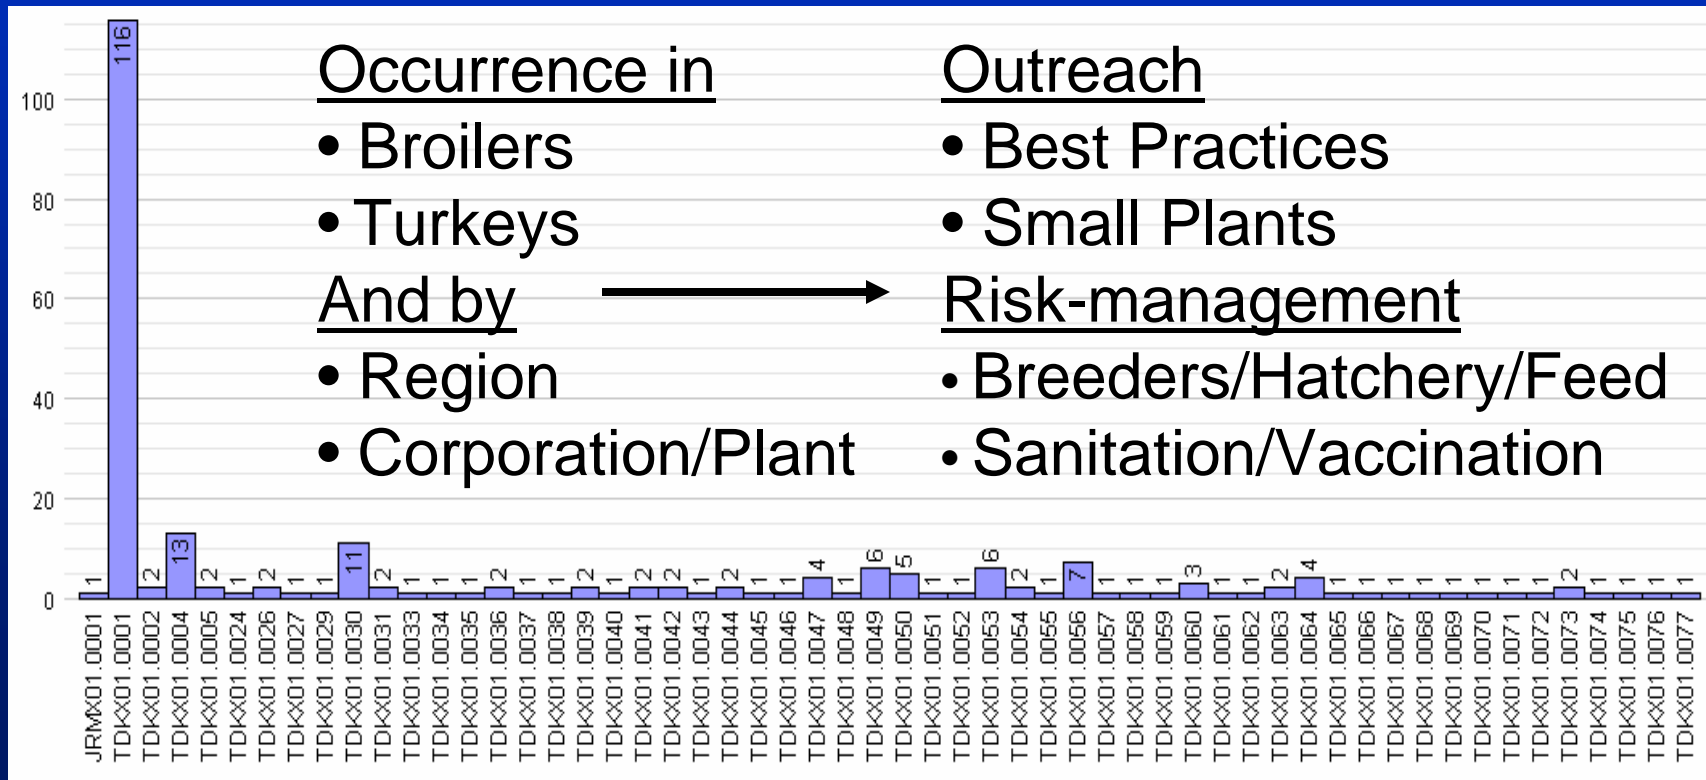 116
100
80
60
40
20
0
Occurrence in
• Broilers
• Turkeys
And by
• Region
• Corporation/Plant
Outreach
• Best Practices
• Small Plants
Risk-management
• Breeders/Hatchery/Feed
• Sanitation/Vaccination
1
2
13
2
1
2
1
1
11
2
1
1
1
2
1
1
2
1
2
2
1
2
1
1
4
1
6
5
1
1
6
2
1
7
1
1
1
3
1
1
2
4
1
1
1
1
1
1
1
1
2
1
1
1
1
JRMX01.0001
TDKX01.0001
TDKX01.0002
TDKX01.0004
TDKX01.0005
TDKX01.0024
TDKX01.0026
TDKX01.0027
TDKX01.0029
TDKX01.0030
TDKX01.0031
TDKX01.0033
TDKX01.0034
TDKX01.0035
TDKX01.0036
TDKX01.0037
TDKX01.0038
TDKX01.0039
TDKX01.0040
TDKX01.0041
TDKX01.0042
TDKX01.0043
TDKX01.0044
TDKX01.0045
TDKX01.0046
TDKX01.0047
TDKX01.0048
TDKX01.0049
TDKX01.0050
TDKX01.0051
TDKX01.0052
TDKX01.0053
TDKX01.0054
TDKX01.0055
TDKX01.0056
TDKX01.0057
TDKX01.0058
TDKX01.0059
TDKX01.0060
TDKX01.0061
TDKX01.0062
TDKX01.0063
TDKX01.0064
TDKX01.0065
TDKX01.0066
TDKX01.0067
TDKX01.0068
TDKX01.0069
TDKX01.0070
TDKX01.0071
TDKX01.0072
TDKX01.0073
TDKX01.0074
TDKX01.0075
TDKX01.0076
TDKX01.0077